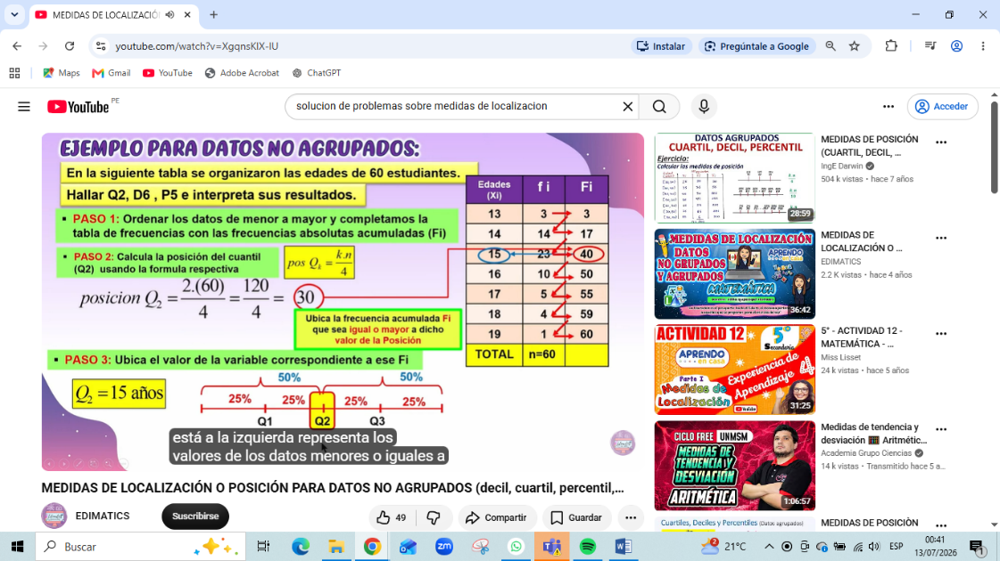 MEDIDAS DE LOCALIZACIÓN
youtube.com/watch?v=XgqnsKIX-IU
Instalar
Pregúntale a Google
Maps
Gmail
YouTube
Adobe Acrobat
ChatGPT
YouTube PE
solucion de problemas sobre medidas de localizacion
Acceder
EJEMPLO PARA DATOS NO AGRUPADOS:
En la siguiente tabla se organizaron las edades de 60 estudiantes.
Hallar Q2, D6 , P5 e interpreta sus resultados.
▪ PASO 1: Ordenar los datos de menor a mayor y completamos la
tabla de frecuencias con las frecuencias absolutas acumuladas (Fi)
▪ PASO 2: Calcula la posición del cuantil
(Q2) usando la formula respectiva
pos Qk = k.n / 4
posicion Q2 = 2.(60) / 4 = 120 / 4 = 30
Ubica la frecuencia acumulada Fi
que sea igual o mayor a dicho
valor de la Posición
▪ PASO 3: Ubica el valor de la variable correspondiente a ese Fi
Q2 = 15 años
50% 50%
25% 25% 25% 25%
Q1 Q2 Q3
Edades (Xi) f i Fi
13 3 3
14 14 17
15 23 40
16 10 50
17 5 55
18 4 59
19 1 60
TOTAL n=60
está a la izquierda representa los
valores de los datos menores o iguales a
MEDIDAS DE LOCALIZACIÓN O POSICIÓN PARA DATOS NO AGRUPADOS (decil, cuartil, percentil,...
EDIMATICS
Suscribirse
49
Compartir
Guardar
DATOS AGRUPADOS
CUARTIL, DECIL, PERCENTIL
Ejercicio:
Calcular las medidas de posición
28:59
MEDIDAS DE POSICIÓN
(CUARTIL, DECIL, ...
IngE Darwin
504 k vistas • hace 7 años
MEDIDAS DE LOCALIZACIÓN
DATOS
NO GRUPADOS
Y AGRUPADOS
APRENDO
en casa
MATEMÁTICA
36:42
MEDIDAS DE
LOCALIZACIÓN O ...
EDIMATICS
2.2 K vistas • hace 4 años
ACTIVIDAD 12
5° Secundaria
APRENDO
en casa
Experiencia de
Aprendizaje 4
Parte I
Medidas de
Localización
YouTube
31:25
5° - ACTIVIDAD 12 -
MATEMÁTICA - ...
Miss Lisset
24 k vistas • hace 5 años
CICLO FREE UNMSM
MEDIDAS DE
TENDENCIA Y
DESVIACIÓN
ARITMÉTICA
1:06:57
Medidas de tendencia y
desviación Aritmétic...
Academia Grupo Ciencias
14 k vistas • Transmitido hace 5 a...
Cuartiles, Deciles y Percentiles (Datos agrupados)
MEDIDAS DE POSICIÒN
Buscar
zm
2
21°C
ESP
00:41
13/07/2026
1